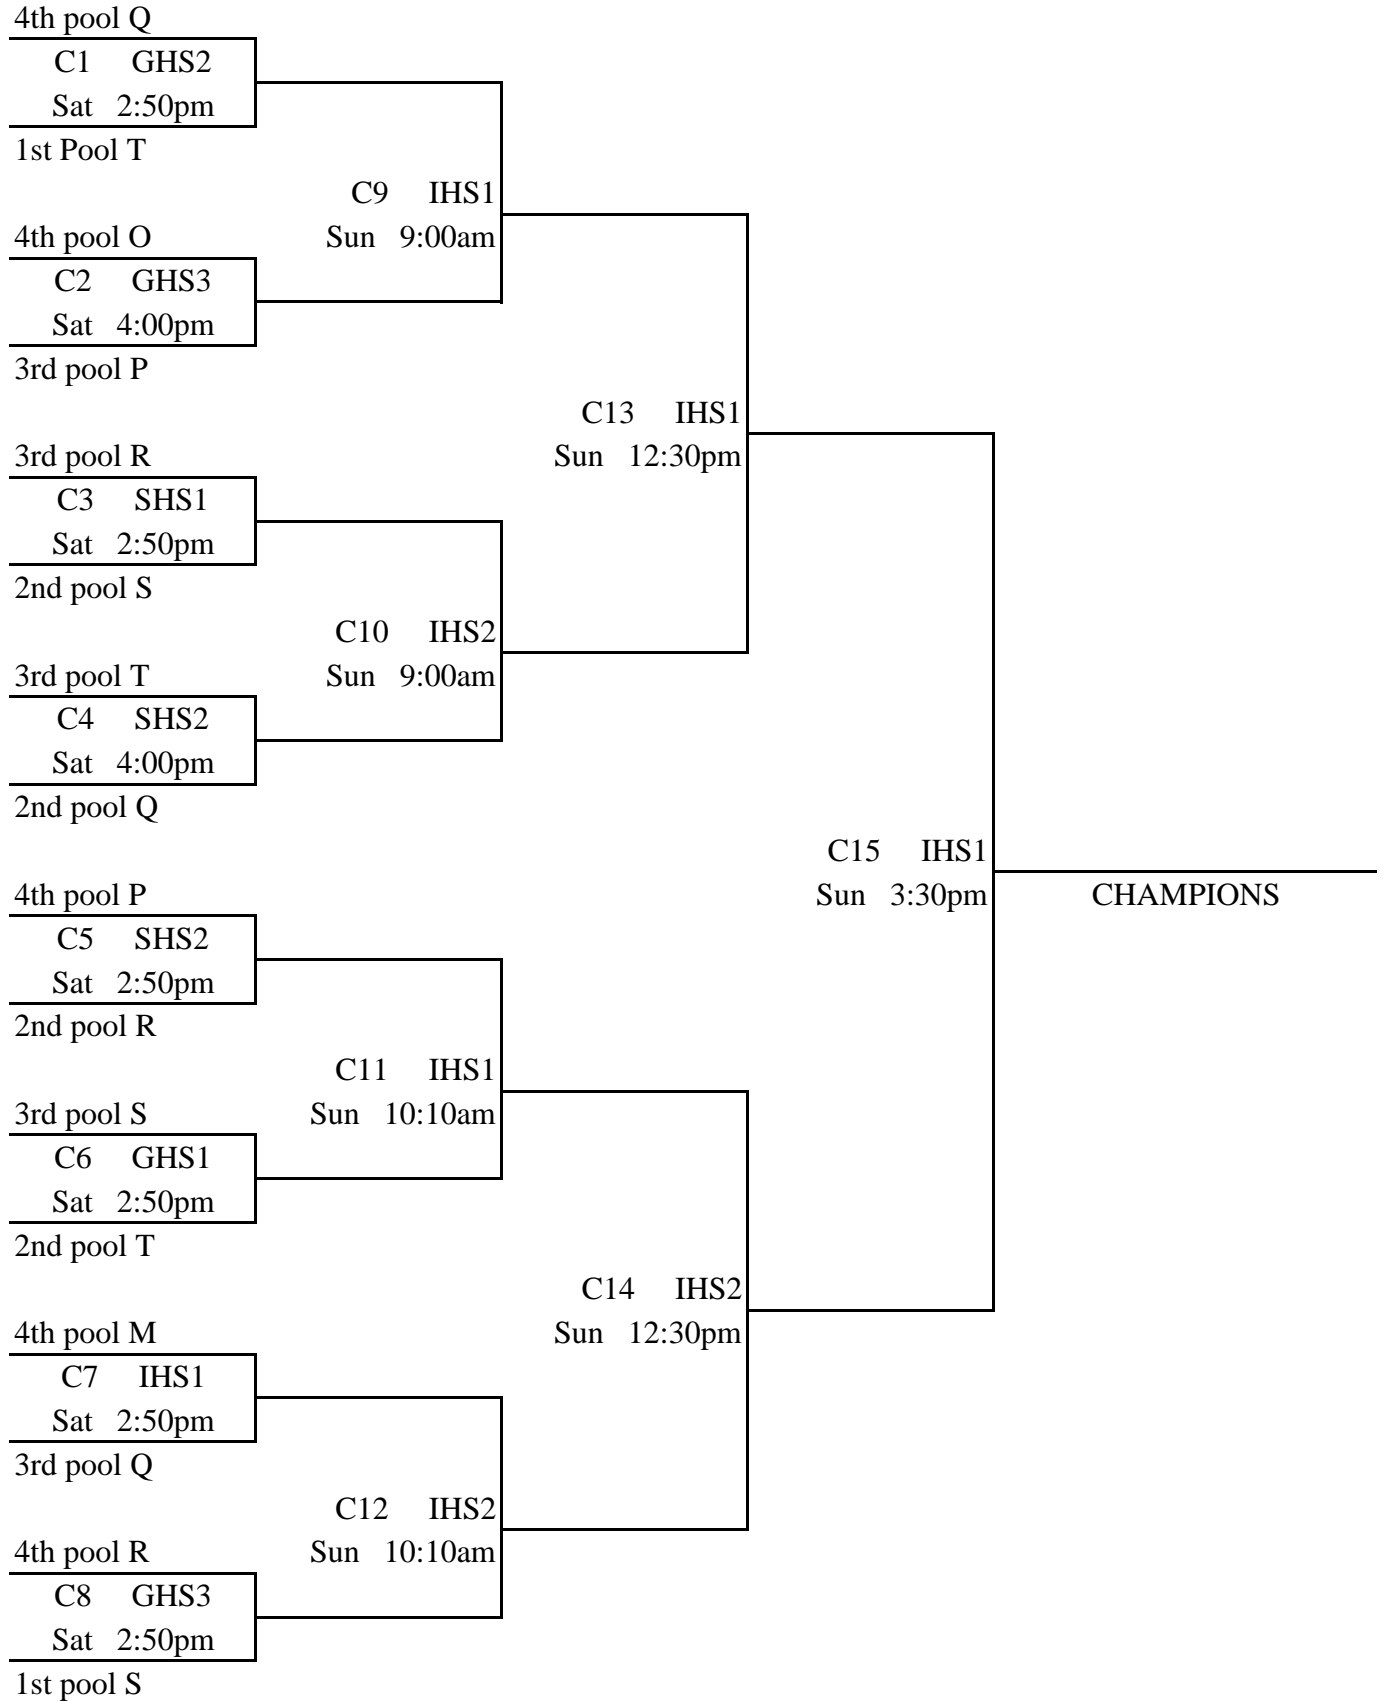 4th pool Q
C1 GHS2
Sat 2:50pm
1st Pool T
C9 IHS1
4th pool O
Sun 9:00am
C2 GHS3
Sat 4:00pm
3rd pool P
C13 IHS1
3rd pool R
Sun 12:30pm
C3 SHS1
Sat 2:50pm
2nd pool S
C10 IHS2
3rd pool T
Sun 9:00am
C4 SHS2
Sat 4:00pm
2nd pool Q
C15 IHS1
4th pool P
Sun 3:30pm
CHAMPIONS
C5 SHS2
Sat 2:50pm
2nd pool R
C11 IHS1
3rd pool S
Sun 10:10am
C6 GHS1
Sat 2:50pm
2nd pool T
C14 IHS2
4th pool M
Sun 12:30pm
C7 IHS1
Sat 2:50pm
3rd pool Q
C12 IHS2
4th pool R
Sun 10:10am
C8 GHS3
Sat 2:50pm
1st pool S